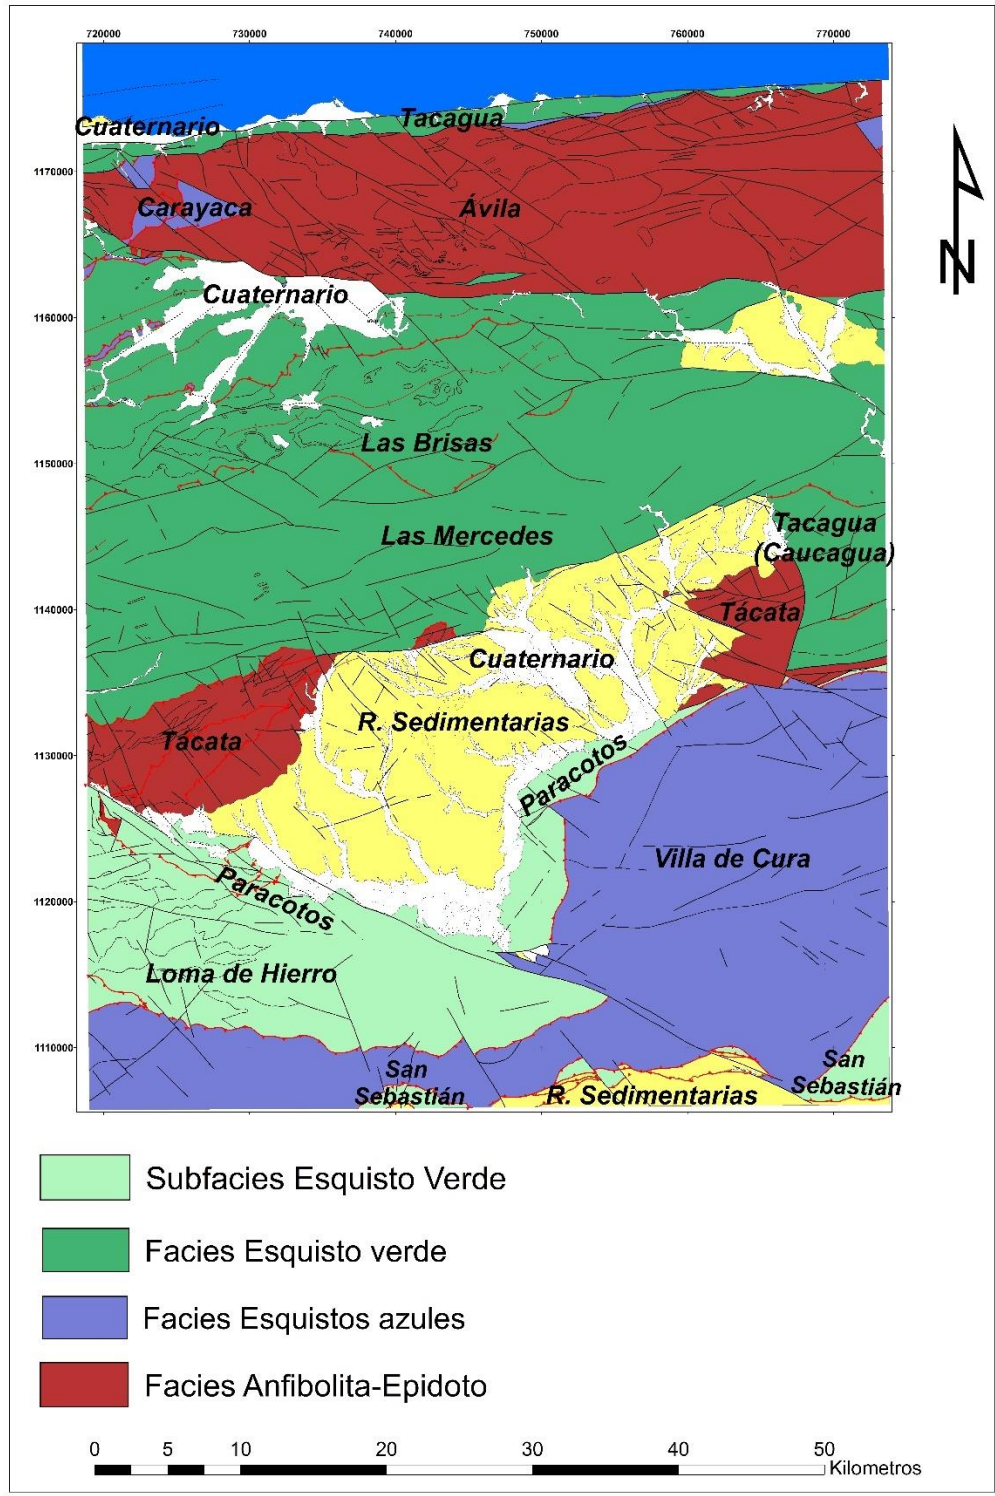 720000 730000 740000 750000 760000 770000
Cuaternario
Tacagua
1170000
Carayaca
Ávila
N
Cuaternario
1160000
Las Brisas
1150000
Las Mercedes
Tacagua
(Caucagua)
1140000
Tácata
Cuaternario
R. Sedimentarias
Tácata
1130000
Paracotos
Villa de Cura
Paracotos
1120000
Loma de Hierro
1110000
San
Sebastián
San
Sebastián
R. Sedimentarias
Subfacies Esquisto Verde
Facies Esquisto verde
Facies Esquistos azules
Facies Anfibolita-Epidoto
0 5 10 20 30 40 50
Kilometros